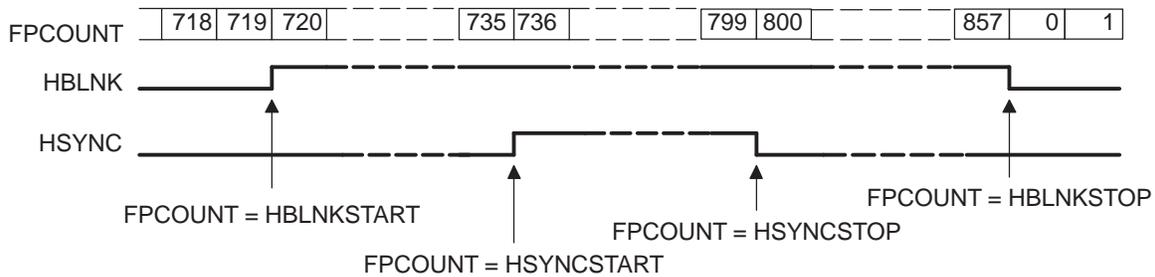 FPCOUNT 718 719 720 735 736 799 800 857 0 1
HBLNK
HSYNC
FPCOUNT = HBLNKSTART
FPCOUNT = HBLNKSTOP
FPCOUNT = HSYNCSTOP
FPCOUNT = HSYNCSTART